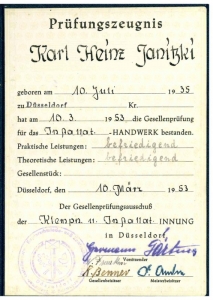 Prüfungszeugnis
Karl Heinz Janitzki
geboren am 10. Juli 1935
zu Düsseldorf Kr.
hat am 10.3. 1953 die Gesellenprüfung
für das Installat.-HANDWERK bestanden.
Praktische Leistungen: befriedigend
Theoretische Leistungen: befriedigend
Gesellenstück:
Düsseldorf, den 10. März 1953
Der Gesellenprüfungsausschuß
der Klempn u. Installat INNUNG
in Düsseldorf
Vorsitzender
Gesellenbeisitzer Meisterbeisitzer